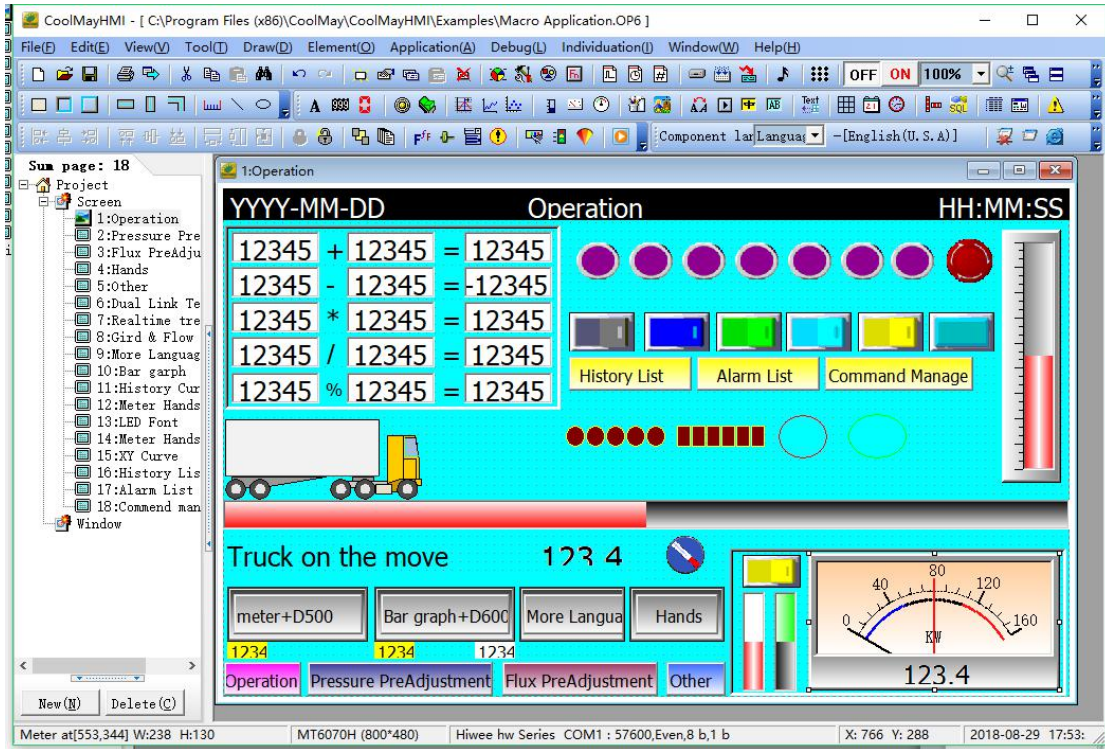 CoolMayHMI - [ C:\Program Files (x86)\CoolMay\CoolMayHMI\Examples\Macro Application.OP6 ]
File(F) Edit(E) View(V) Tool(T) Draw(D) Element(O) Application(A) Debug(L) Individuation(I) Window(W) Help(H)
OFF ON 100%
A Text
Component lar Languag -[English(U.S.A)]
Sum page: 18
Project
Screen
1:Operation
2:Pressure Pre
3:Flux PreAdju
4:Hands
5:Other
6:Dual Link Te
7:Realtime tre
8:Gird & Flow
9:More Languag
10:Bar garph
11:History Cur
12:Meter Hands
13:LED Font
14:Meter Hands
15:XY Curve
16:History Lis
17:Alarm List
18:Commend man
Window
New(N) Delete(C)
1:Operation
YYYY-MM-DD Operation HH:MM:SS
12345 + 12345 = 12345
12345 - 12345 =-12345
12345 * 12345 = 12345
12345 / 12345 = 12345
12345 % 12345 = 12345
History List Alarm List Command Manage
Truck on the move 123.4
meter+D500 Bar graph+D600 More Langua Hands
1234 1234 1234
Operation Pressure PreAdjustment Flux PreAdjustment Other
0 40 80 120 160
KW
123.4
Meter at[553,344] W:238 H:130 MT6070H (800*480) Hiwee hw Series COM1 : 57600,Even,8 b,1 b X: 766 Y: 288 2018-08-29 17:53: